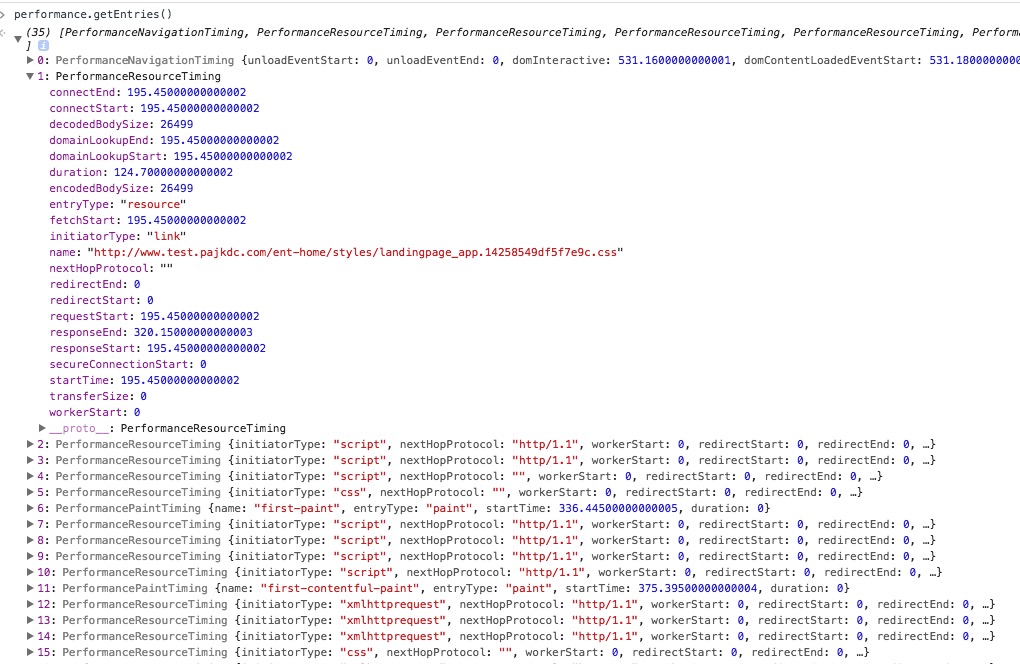 performance.getEntries()
(35) [PerformanceNavigationTiming, PerformanceResourceTiming, PerformanceResourceTiming, PerformanceResourceTiming, PerformanceResourceTiming, Perform
] i
0: PerformanceNavigationTiming {unloadEventStart: 0, unloadEventEnd: 0, domInteractive: 531.1600000000001, domContentLoadedEventStart: 531.1800000000
1: PerformanceResourceTiming
connectEnd: 195.45000000000002
connectStart: 195.45000000000002
decodedBodySize: 26499
domainLookupEnd: 195.45000000000002
domainLookupStart: 195.45000000000002
duration: 124.70000000000002
encodedBodySize: 26499
entryType: "resource"
fetchStart: 195.45000000000002
initiatorType: "link"
name: "http://www.test.pajkdc.com/ent-home/styles/landingpage_app.14258549df5f7e9c.css"
nextHopProtocol: ""
redirectEnd: 0
redirectStart: 0
requestStart: 195.45000000000002
responseEnd: 320.15000000000003
responseStart: 195.45000000000002
secureConnectionStart: 0
startTime: 195.45000000000002
transferSize: 0
workerStart: 0
__proto__: PerformanceResourceTiming
2: PerformanceResourceTiming {initiatorType: "script", nextHopProtocol: "http/1.1", workerStart: 0, redirectStart: 0, redirectEnd: 0, …}
3: PerformanceResourceTiming {initiatorType: "script", nextHopProtocol: "http/1.1", workerStart: 0, redirectStart: 0, redirectEnd: 0, …}
4: PerformanceResourceTiming {initiatorType: "script", nextHopProtocol: "", workerStart: 0, redirectStart: 0, redirectEnd: 0, …}
5: PerformanceResourceTiming {initiatorType: "css", nextHopProtocol: "", workerStart: 0, redirectStart: 0, redirectEnd: 0, …}
6: PerformancePaintTiming {name: "first-paint", entryType: "paint", startTime: 336.44500000000005, duration: 0}
7: PerformanceResourceTiming {initiatorType: "script", nextHopProtocol: "http/1.1", workerStart: 0, redirectStart: 0, redirectEnd: 0, …}
8: PerformanceResourceTiming {initiatorType: "script", nextHopProtocol: "http/1.1", workerStart: 0, redirectStart: 0, redirectEnd: 0, …}
9: PerformanceResourceTiming {initiatorType: "script", nextHopProtocol: "http/1.1", workerStart: 0, redirectStart: 0, redirectEnd: 0, …}
10: PerformanceResourceTiming {initiatorType: "script", nextHopProtocol: "http/1.1", workerStart: 0, redirectStart: 0, redirectEnd: 0, …}
11: PerformancePaintTiming {name: "first-contentful-paint", entryType: "paint", startTime: 375.39500000000004, duration: 0}
12: PerformanceResourceTiming {initiatorType: "xmlhttprequest", nextHopProtocol: "http/1.1", workerStart: 0, redirectStart: 0, redirectEnd: 0, …}
13: PerformanceResourceTiming {initiatorType: "xmlhttprequest", nextHopProtocol: "http/1.1", workerStart: 0, redirectStart: 0, redirectEnd: 0, …}
14: PerformanceResourceTiming {initiatorType: "xmlhttprequest", nextHopProtocol: "http/1.1", workerStart: 0, redirectStart: 0, redirectEnd: 0, …}
15: PerformanceResourceTiming {initiatorType: "css", nextHopProtocol: "", workerStart: 0, redirectStart: 0, redirectEnd: 0, …}